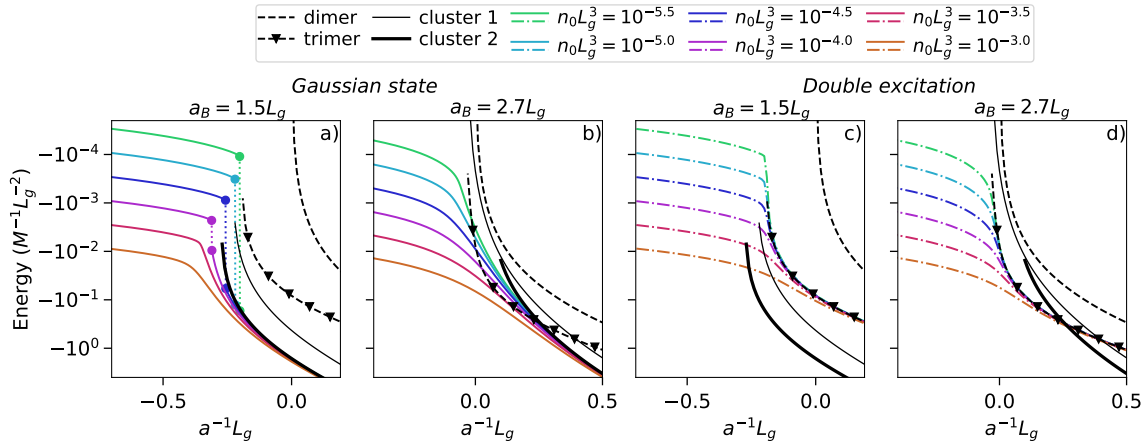 dimer cluster 1 n₀L_g³ = 10^−5.5 n₀L_g³ = 10^−4.5 n₀L_g³ = 10^−3.5
trimer cluster 2 n₀L_g³ = 10^−5.0 n₀L_g³ = 10^−4.0 n₀L_g³ = 10^−3.0
Gaussian state Double excitation
a_B = 1.5L_g a_B = 2.7L_g a_B = 1.5L_g a_B = 2.7L_g
a) b) c) d)
Energy (M⁻¹L_g⁻²)
−10⁻⁴
−10⁻³
−10⁻²
−10⁻¹
−10⁰
−0.5 0.0 0.0 0.5 −0.5 0.0 0.0 0.5
a⁻¹L_g a⁻¹L_g a⁻¹L_g a⁻¹L_g